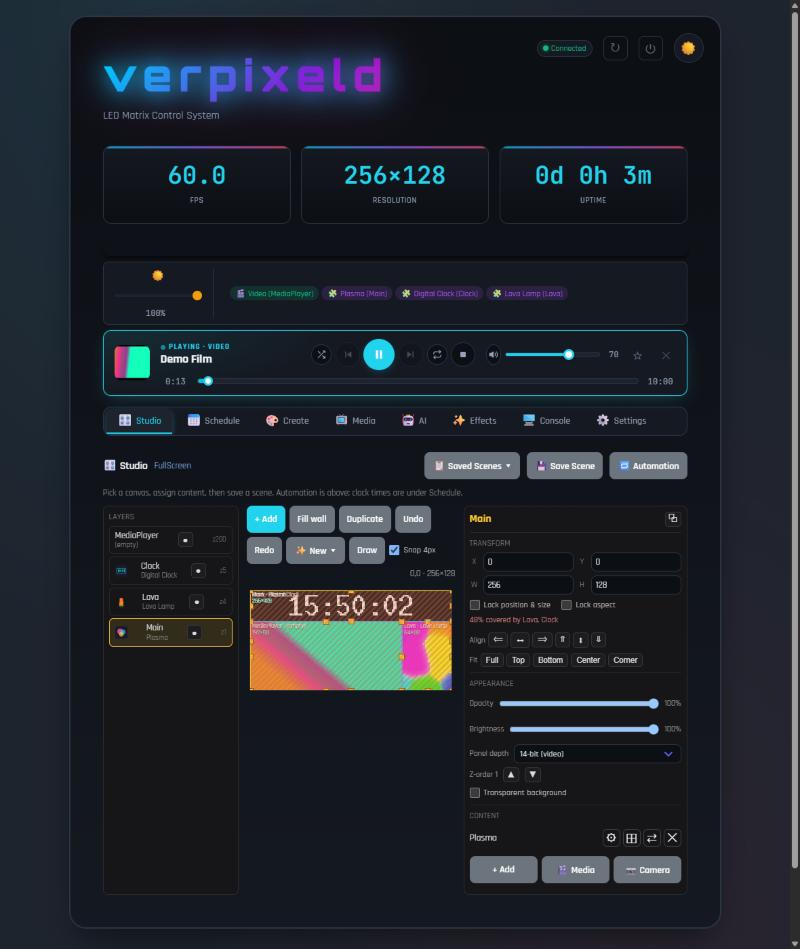 Connected
verpixeld
LED Matrix Control System
60.0
FPS
256×128
RESOLUTION
0d 0h 3m
UPTIME
100%
Video (MediaPlayer)
Plasma (Main)
Digital Clock (Clock)
Lava Lamp (Lava)
PLAYING · VIDEO
Demo Film
70
0:13
10:00
Studio
Schedule
Create
Media
AI
Effects
Console
Settings
Studio FullScreen
Saved Scenes
Save Scene
Automation
Pick a canvas, assign content, then save a scene. Automation is above; clock times are under Schedule.
LAYERS
MediaPlayer
(empty)
z200
Clock
Digital Clock
z5
Lava
Lava Lamp
z4
Main
Plasma
z1
+ Add
Fill wall
Duplicate
Undo
Redo
New
Draw
Snap 4px
0,0 · 256×128
15:50:02
Main
TRANSFORM
X 0
Y 0
W 256
H 128
Lock position & size
Lock aspect
48% covered by Lava, Clock
Align
Fit Full Top Bottom Center Corner
APPEARANCE
Opacity 100%
Brightness 100%
Panel depth 14-bit (video)
Z-order 1
Transparent background
CONTENT
Plasma
+ Add
Media
Camera